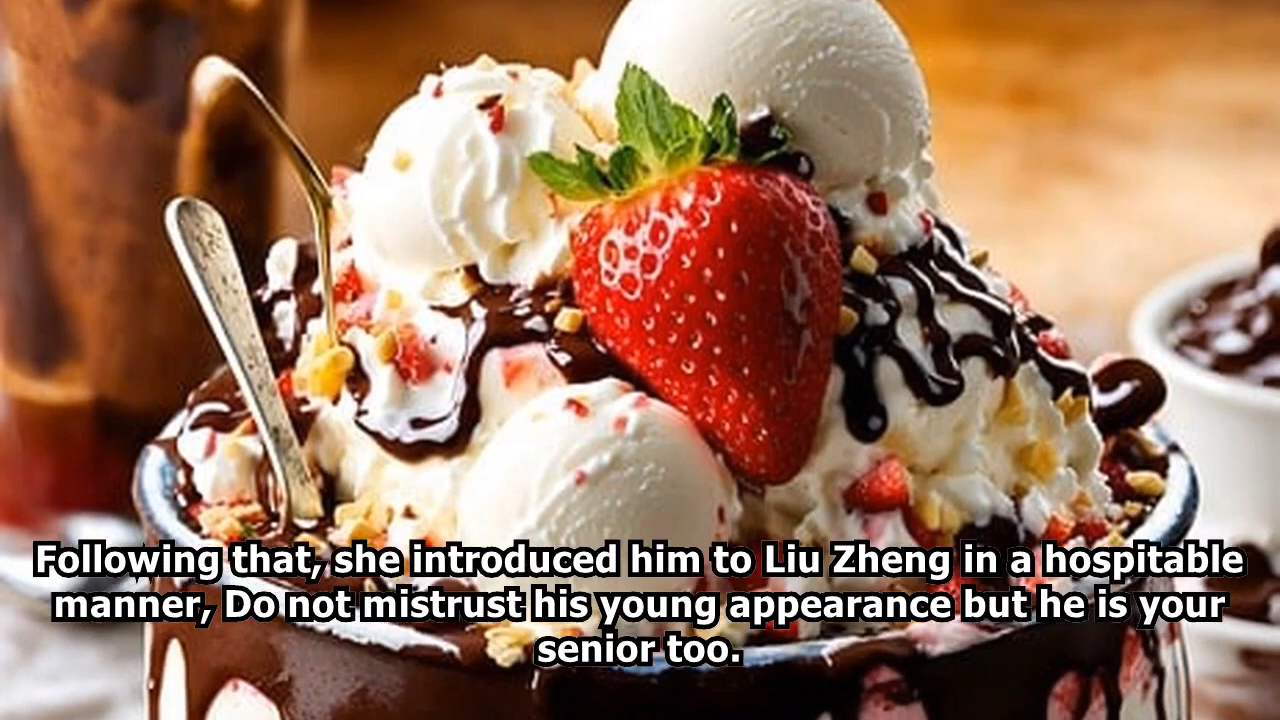 Following that, she introduced him to Liu Zheng in a hospitable
manner, Do not mistrust his young appearance but he is your
senior too.